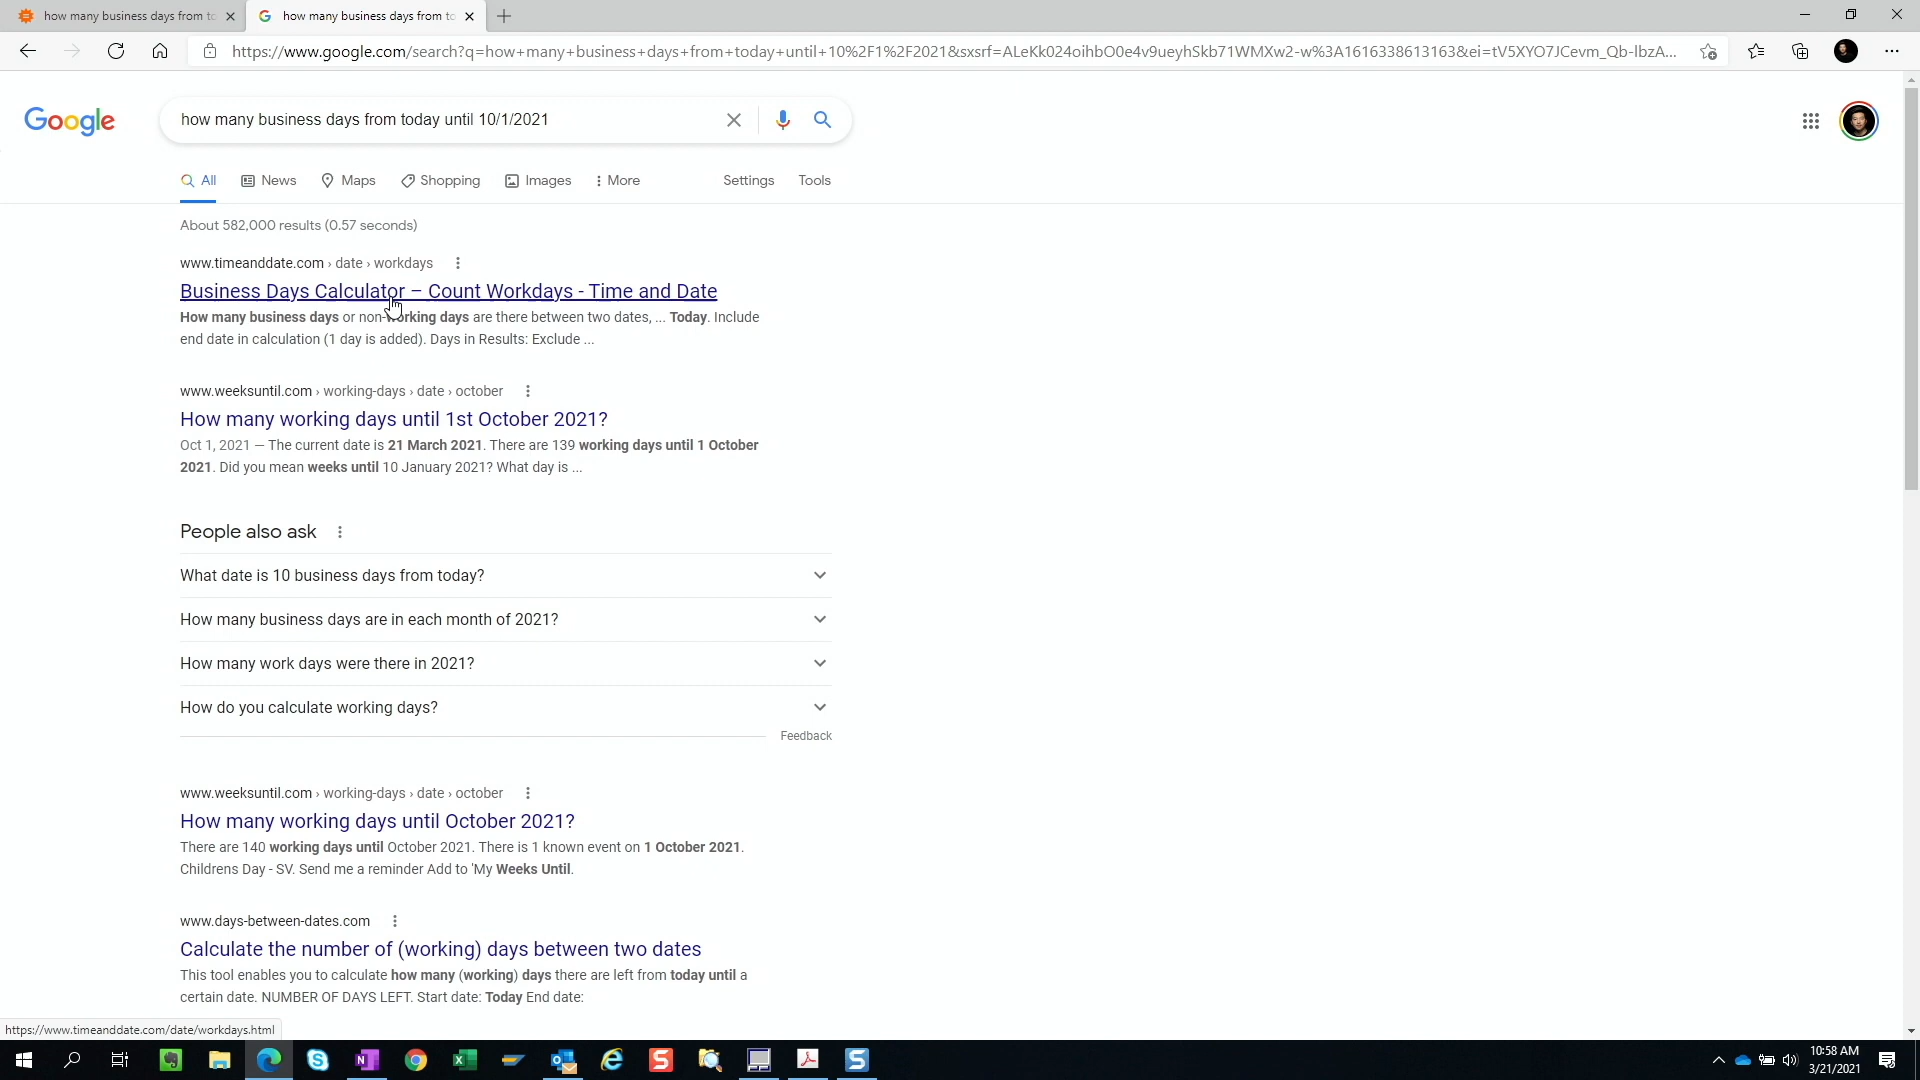 how many business days from to
how many business days from to
https://www.google.com/search?q=how+many+business+days+from+today+until+10%2F1%2F2021&sxsrf=ALeKk024oihbO0e4v9ueyhSkb71WMXw2-w%3A1616338613163&ei=tV5XYO7JCevm_Qb-lbzA...
Google
how many business days from today until 10/1/2021
All News Maps Shopping Images More Settings Tools
About 582,000 results (0.57 seconds)
www.timeanddate.com › date › workdays
Business Days Calculator – Count Workdays - Time and Date
How many business days or non-working days are there between two dates, ... Today. Include
end date in calculation (1 day is added). Days in Results: Exclude ...
www.weeksuntil.com › working-days › date › october
How many working days until 1st October 2021?
Oct 1, 2021 — The current date is 21 March 2021. There are 139 working days until 1 October
2021. Did you mean weeks until 10 January 2021? What day is ...
People also ask
What date is 10 business days from today?
How many business days are in each month of 2021?
How many work days were there in 2021?
How do you calculate working days?
Feedback
www.weeksuntil.com › working-days › date › october
How many working days until October 2021?
There are 140 working days until October 2021. There is 1 known event on 1 October 2021.
Childrens Day - SV. Send me a reminder Add to 'My Weeks Until.
www.days-between-dates.com
Calculate the number of (working) days between two dates
This tool enables you to calculate how many (working) days there are left from today until a
certain date. NUMBER OF DAYS LEFT. Start date: Today End date:
https://www.timeanddate.com/date/workdays.html
10:58 AM
3/21/2021